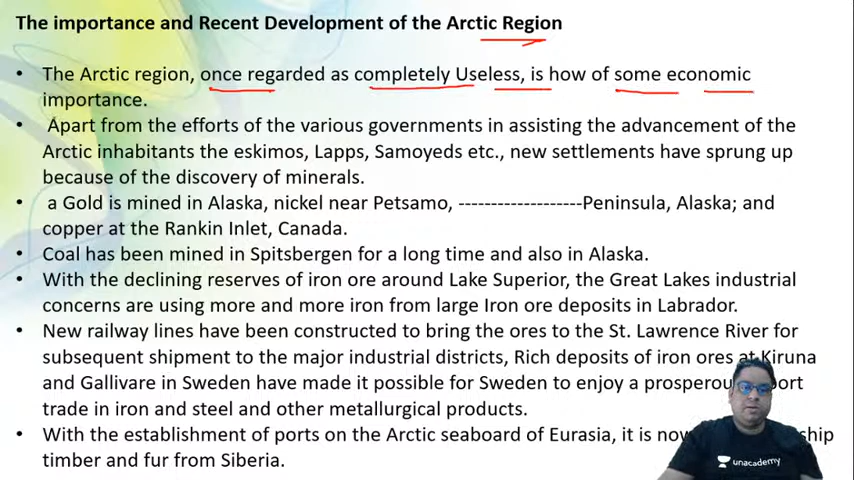 The importance and Recent Development of the Arctic Region
• The Arctic region, once regarded as completely Useless, is how of some economic
importance.
• Apart from the efforts of the various governments in assisting the advancement of the
Arctic inhabitants the eskimos, Lapps, Samoyeds etc., new settlements have sprung up
because of the discovery of minerals.
• a Gold is mined in Alaska, nickel near Petsamo, -------------------Peninsula, Alaska; and
copper at the Rankin Inlet, Canada.
• Coal has been mined in Spitsbergen for a long time and also in Alaska.
• With the declining reserves of iron ore around Lake Superior, the Great Lakes industrial
concerns are using more and more iron from large Iron ore deposits in Labrador.
• New railway lines have been constructed to bring the ores to the St. Lawrence River for
subsequent shipment to the major industrial districts, Rich deposits of iron ores at Kiruna
and Gallivare in Sweden have made it possible for Sweden to enjoy a prosperous
trade in iron and steel and other metallurgical products.
• With the establishment of ports on the Arctic seaboard of Eurasia, it is now ship
timber and fur from Siberia.
unacademy